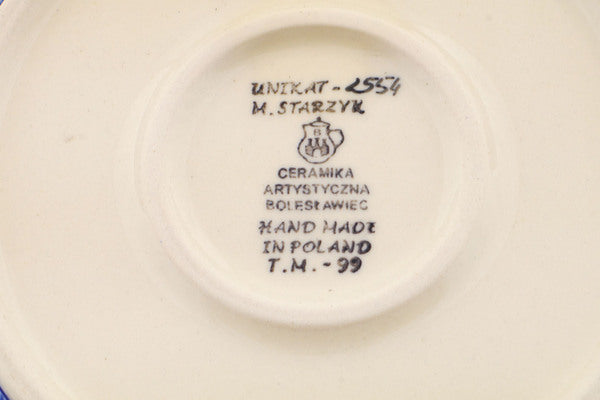 UNIKAT - 2554
M. STARZYK
B
CERAMIKA
ARTYSTYCZNA
BOLESŁAWIEC
HAND MADE
IN POLAND
T.M. - 99